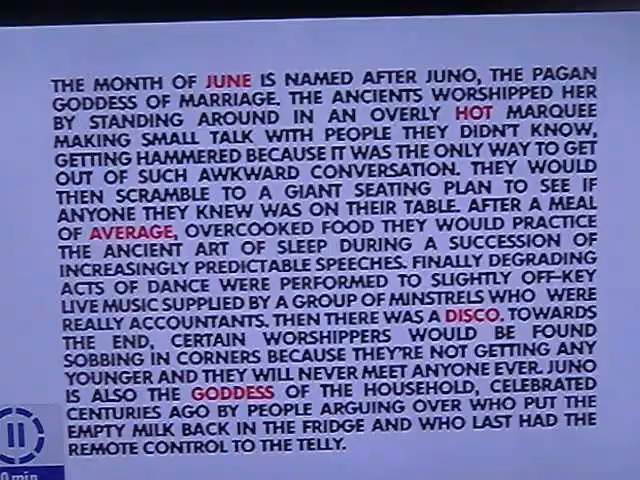 THE MONTH OF JUNE IS NAMED AFTER JUNO, THE PAGAN
GODDESS OF MARRIAGE. THE ANCIENTS WORSHIPPED HER
BY STANDING AROUND IN AN OVERLY HOT MARQUEE
MAKING SMALL TALK WITH PEOPLE THEY DIDN'T KNOW,
GETTING HAMMERED BECAUSE IT WAS THE ONLY WAY TO GET
OUT OF SUCH AWKWARD CONVERSATION. THEY WOULD
THEN SCRAMBLE TO A GIANT SEATING PLAN TO SEE IF
ANYONE THEY KNEW WAS ON THEIR TABLE. AFTER A MEAL
OF AVERAGE, OVERCOOKED FOOD THEY WOULD PRACTICE
THE ANCIENT ART OF SLEEP DURING A SUCCESSION OF
INCREASINGLY PREDICTABLE SPEECHES. FINALLY DEGRADING
ACTS OF DANCE WERE PERFORMED TO SLIGHTLY OFF-KEY
LIVE MUSIC SUPPLIED BY A GROUP OF MINSTRELS WHO WERE
REALLY ACCOUNTANTS. THEN THERE WAS A DISCO. TOWARDS
THE END, CERTAIN WORSHIPPERS WOULD BE FOUND
SOBBING IN CORNERS BECAUSE THEY'RE NOT GETTING ANY
YOUNGER AND THEY WILL NEVER MEET ANYONE EVER. JUNO
IS ALSO THE GODDESS OF THE HOUSEHOLD, CELEBRATED
CENTURIES AGO BY PEOPLE ARGUING OVER WHO PUT THE
EMPTY MILK BACK IN THE FRIDGE AND WHO LAST HAD THE
REMOTE CONTROL TO THE TELLY.
0 min